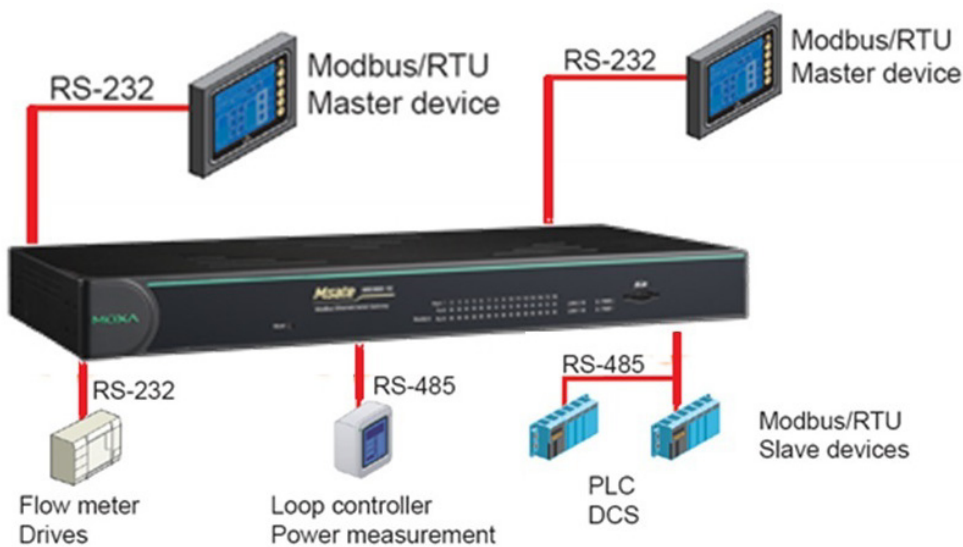 RS-232
Modbus/RTU
Master device
RS-232
Modbus/RTU
Master device
MOXA
RS-232
RS-485
RS-485
Modbus/RTU
Slave devices
Flow meter
Drives
Loop controller
Power measurement
PLC
DCS